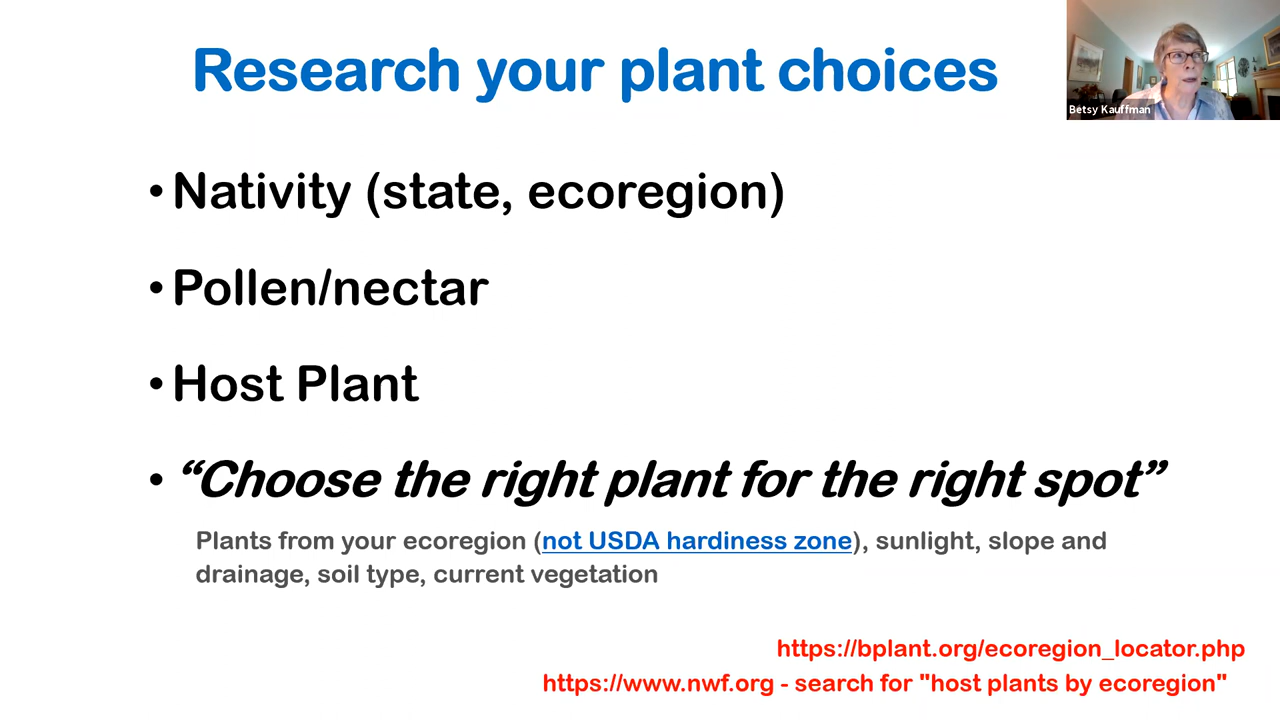 Research your plant choices
Betsy Kauffman
• Nativity (state, ecoregion)
• Pollen/nectar
• Host Plant
• “Choose the right plant for the right spot”
Plants from your ecoregion (not USDA hardiness zone), sunlight, slope and
drainage, soil type, current vegetation
https://bplant.org/ecoregion_locator.php
https://www.nwf.org - search for "host plants by ecoregion"